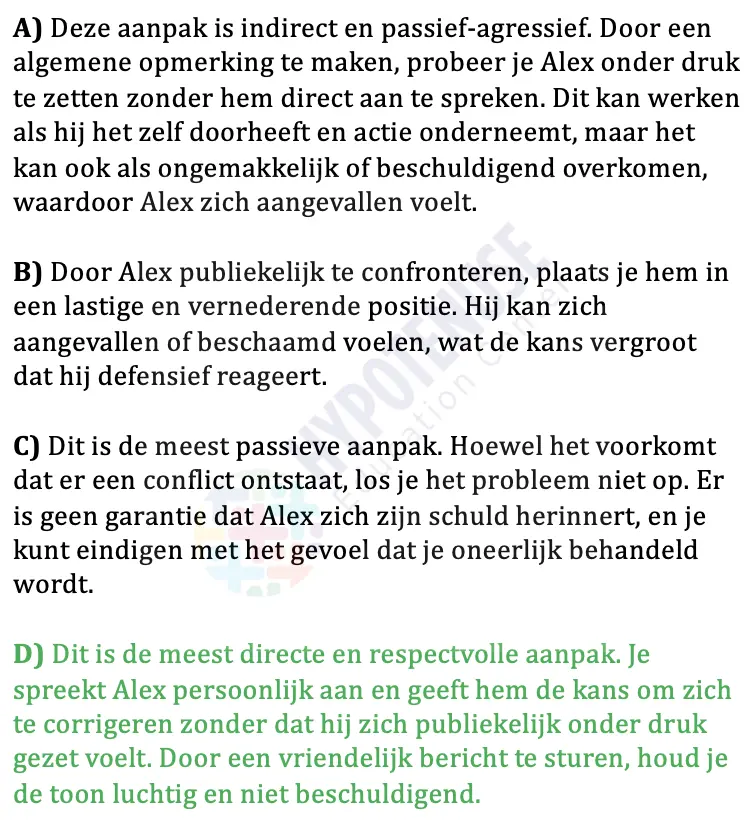 A) Deze aanpak is indirect en passief-agressief. Door een
algemene opmerking te maken, probeer je Alex onder druk
te zetten zonder hem direct aan te spreken. Dit kan werken
als hij het zelf doorheeft en actie onderneemt, maar het
kan ook als ongemakkelijk of beschuldigend overkomen,
waardoor Alex zich aangevallen voelt.
B) Door Alex publiekelijk te confronteren, plaats je hem in
een lastige en vernederende positie. Hij kan zich
aangevallen of beschaamd voelen, wat de kans vergroot
dat hij defensief reageert.
C) Dit is de meest passieve aanpak. Hoewel het voorkomt
dat er een conflict ontstaat, los je het probleem niet op. Er
is geen garantie dat Alex zich zijn schuld herinnert, en je
kunt eindigen met het gevoel dat je oneerlijk behandeld
wordt.
D) Dit is de meest directe en respectvolle aanpak. Je
spreekt Alex persoonlijk aan en geeft hem de kans om zich
te corrigeren zonder dat hij zich publiekelijk onder druk
gezet voelt. Door een vriendelijk bericht te sturen, houd je
de toon luchtig en niet beschuldigend.
HYPOTENUSE
Education Center